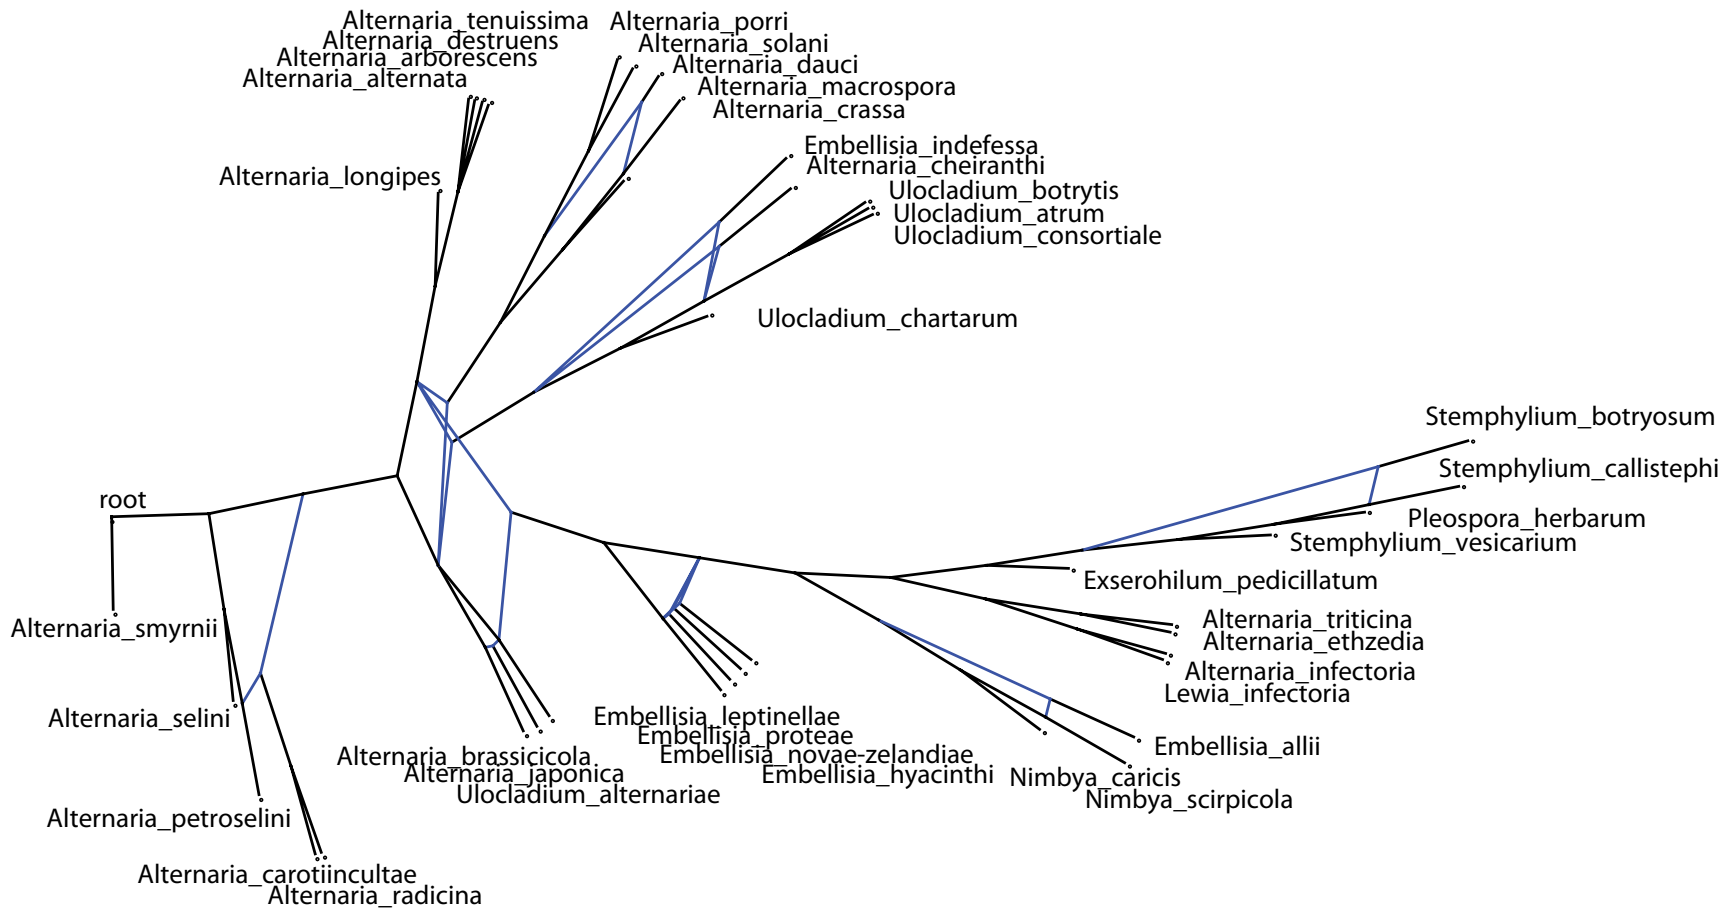 Alternaria_tenuissima
Alternaria_destruens
Alternaria_arborescens
Alternaria_alternata
Alternaria_longipes
Alternaria_porri
Alternaria_solani
Alternaria_dauci
Alternaria_macrospora
Alternaria_crassa
Embellisia_indefessa
Alternaria_cheiranthi
Ulocladium_botrytis
Ulocladium_atrum
Ulocladium_consortiale
Ulocladium_chartarum
Stemphylium_botryosum
Stemphylium_callistephi
Pleospora_herbarum
Stemphylium_vesicarium
Exserohilum_pedicillatum
Alternaria_triticina
Alternaria_ethzedia
Alternaria_infectoria
Lewia_infectoria
Embellisia_allii
Nimbya_caricis
Nimbya_scirpicola
Embellisia_leptinellae
Embellisia_proteae
Embellisia_novae-zelandiae
Embellisia_hyacinthi
Alternaria_brassicicola
Alternaria_japonica
Ulocladium_alternariae
root
Alternaria_smyrnii
Alternaria_selini
Alternaria_petroselini
Alternaria_carotiincultae
Alternaria_radicina